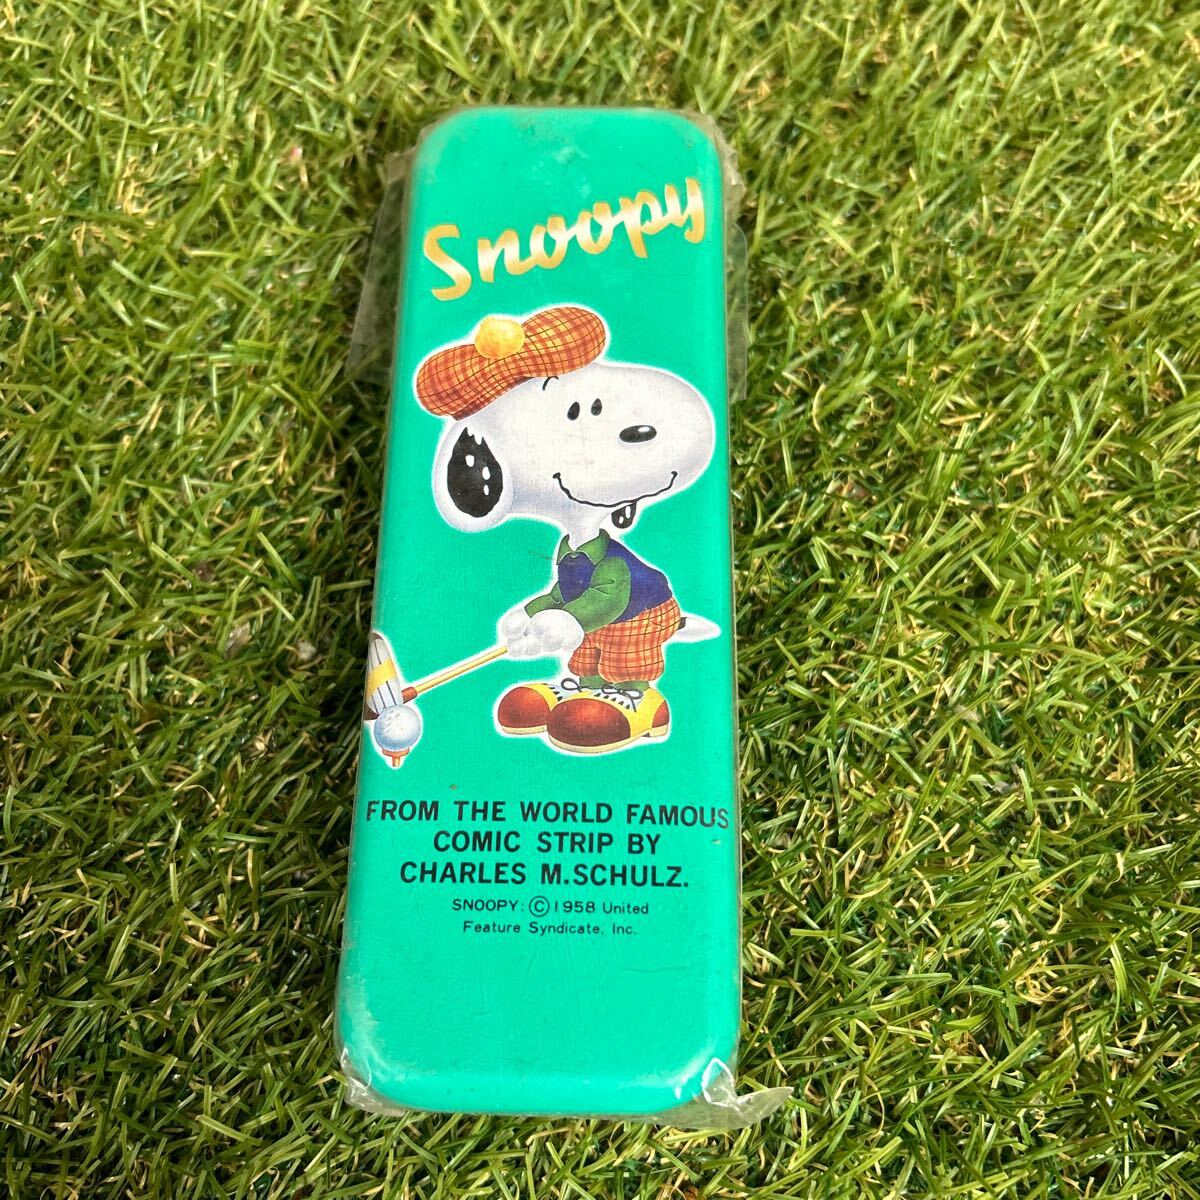 Snoopy
FROM THE WORLD FAMOUS
COMIC STRIP BY
CHARLES M.SCHULZ.
SNOOPY:©1958 United
Feature Syndicate, Inc.